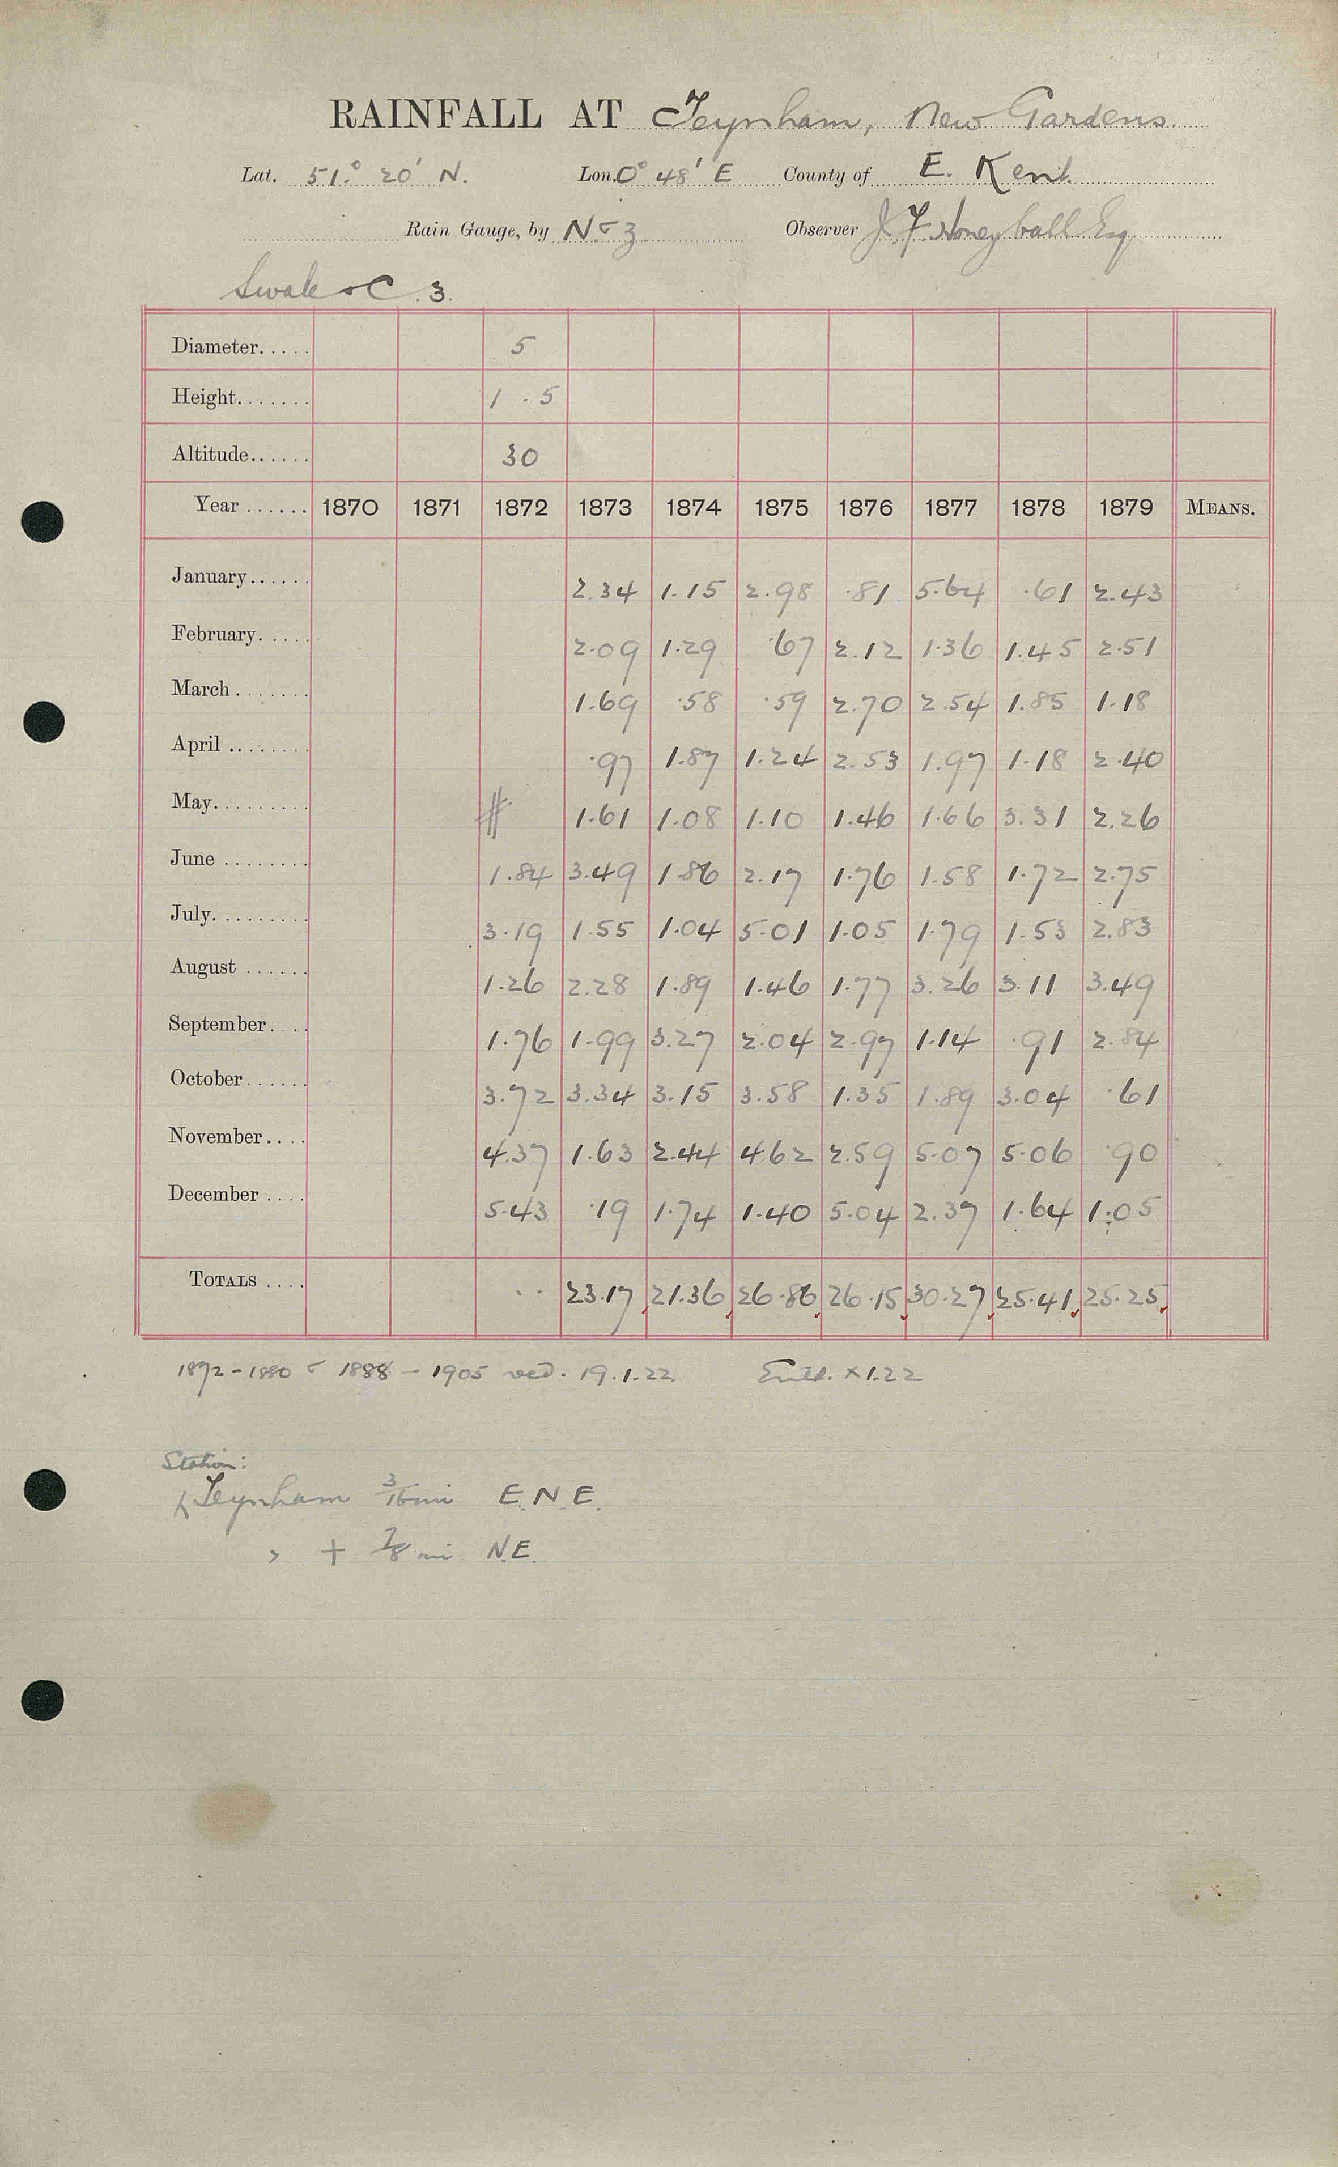 RAINFALL AT Teynham, New Gardens
Lat. 51.° 20' N. Lon. 0° 48' E County of E. Kent
Rain Gauge, by N & Z Observer J F Honeyball Esq.
Swale & C. 3.
Diameter..... 5
Height....... 1 . 5
Altitude...... 30
Year ...... 1870 1871 1872 1873 1874 1875 1876 1877 1878 1879 MEANS.
January...... 2.34 1.15 2.98 .81 5.64 .61 2.43
February..... 2.09 1.29 .67 2.12 1.36 1.45 2.51
March ....... 1.69 .58 .59 2.70 2.54 1.85 1.18
April ........ .97 1.87 1.24 2.53 1.97 1.18 2.40
May......... # 1.61 1.08 1.10 1.46 1.66 3.31 2.26
June ........ 1.84 3.49 1.86 2.17 1.76 1.58 1.72 2.75
July......... 3.19 1.55 1.04 5.01 1.05 1.79 1.53 2.83
August ...... 1.26 2.28 1.89 1.46 1.77 3.26 3.11 3.49
September.... 1.76 1.99 3.27 2.04 2.97 1.14 .91 2.84
October...... 3.72 3.34 3.15 3.58 1.35 1.89 3.04 .61
November.... 4.37 1.63 2.44 4.62 2.59 5.07 5.06 .90
December .... 5.43 .19 1.74 1.40 5.04 2.37 1.64 1.05
TOTALS .... .. 23.17 21.36 26.86 26.15 30.27 25.41 25.25
1872 - 1880 & 1888 - 1905 red. 19.1.22. Entd. X 1.22
Station:
Teynham 3/16 mi E.N.E.
" + 7/8 mi N.E.